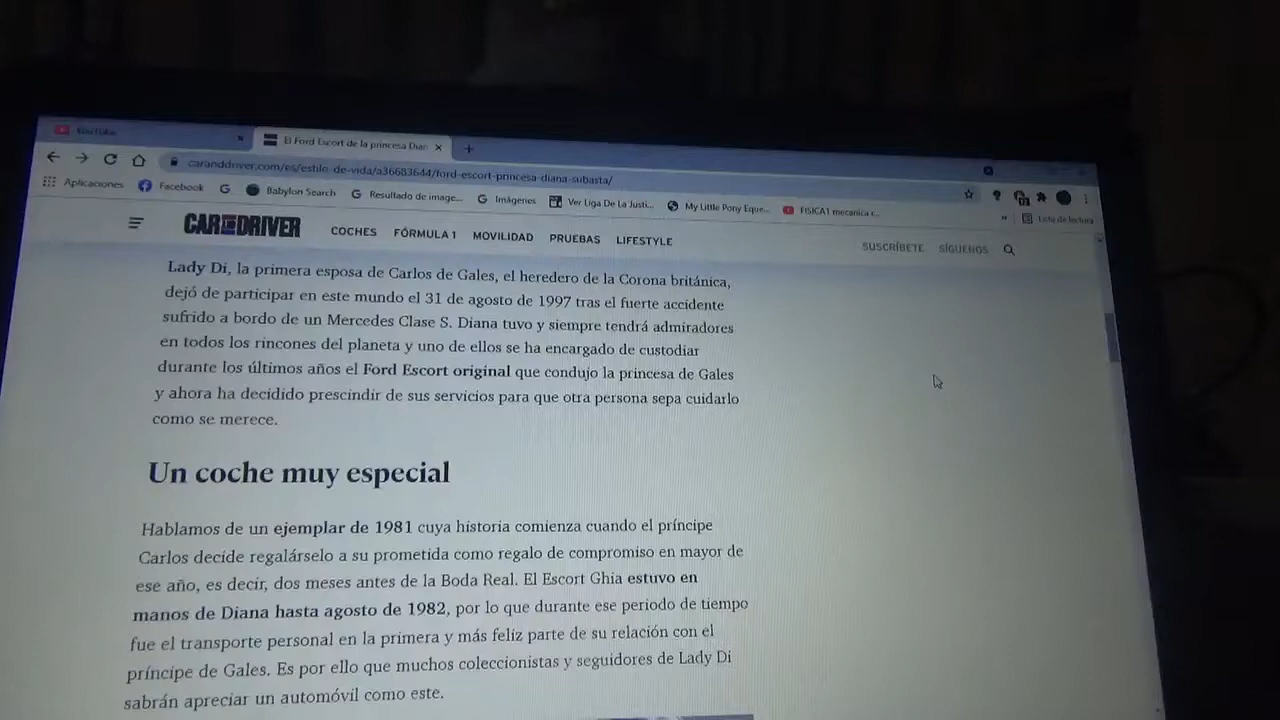 YouTube
El Ford Escort de la princesa Dian
caranddriver.com/es/estilo-de-vida/a36683644/ford-escort-princesa-diana-subasta/
Aplicaciones Facebook Babylon Search Resultado de image... Imágenes Ver Liga De La Justi... My Little Pony Eque... FISICA1 mecanica c...
Lista de lectura
CAR AND DRIVER COCHES FÓRMULA 1 MOVILIDAD PRUEBAS LIFESTYLE SUSCRÍBETE SÍGUENOS
Lady Di, la primera esposa de Carlos de Gales, el heredero de la Corona británica,
dejó de participar en este mundo el 31 de agosto de 1997 tras el fuerte accidente
sufrido a bordo de un Mercedes Clase S. Diana tuvo y siempre tendrá admiradores
en todos los rincones del planeta y uno de ellos se ha encargado de custodiar
durante los últimos años el Ford Escort original que condujo la princesa de Gales
y ahora ha decidido prescindir de sus servicios para que otra persona sepa cuidarlo
como se merece.
Un coche muy especial
Hablamos de un ejemplar de 1981 cuya historia comienza cuando el príncipe
Carlos decide regalárselo a su prometida como regalo de compromiso en mayor de
ese año, es decir, dos meses antes de la Boda Real. El Escort Ghia estuvo en
manos de Diana hasta agosto de 1982, por lo que durante ese periodo de tiempo
fue el transporte personal en la primera y más feliz parte de su relación con el
príncipe de Gales. Es por ello que muchos coleccionistas y seguidores de Lady Di
sabrán apreciar un automóvil como este.